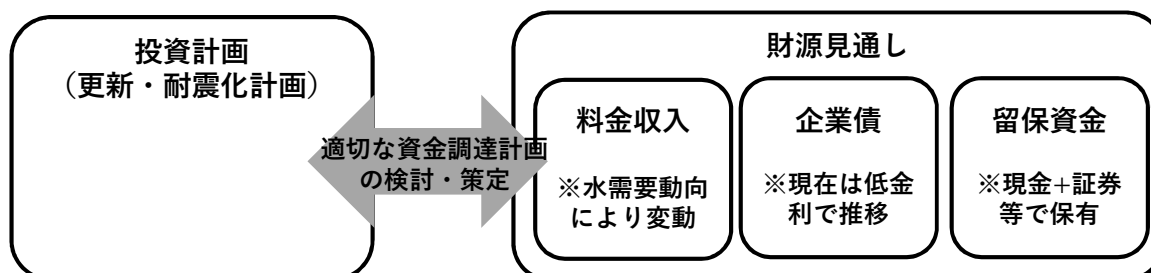 投資計画
（更新・耐震化計画）
適切な資金調達計画
の検討・策定
財源見通し
料金収入
※水需要動向
により変動
企業債
※現在は低金
利で推移
留保資金
※現金+証券
等で保有